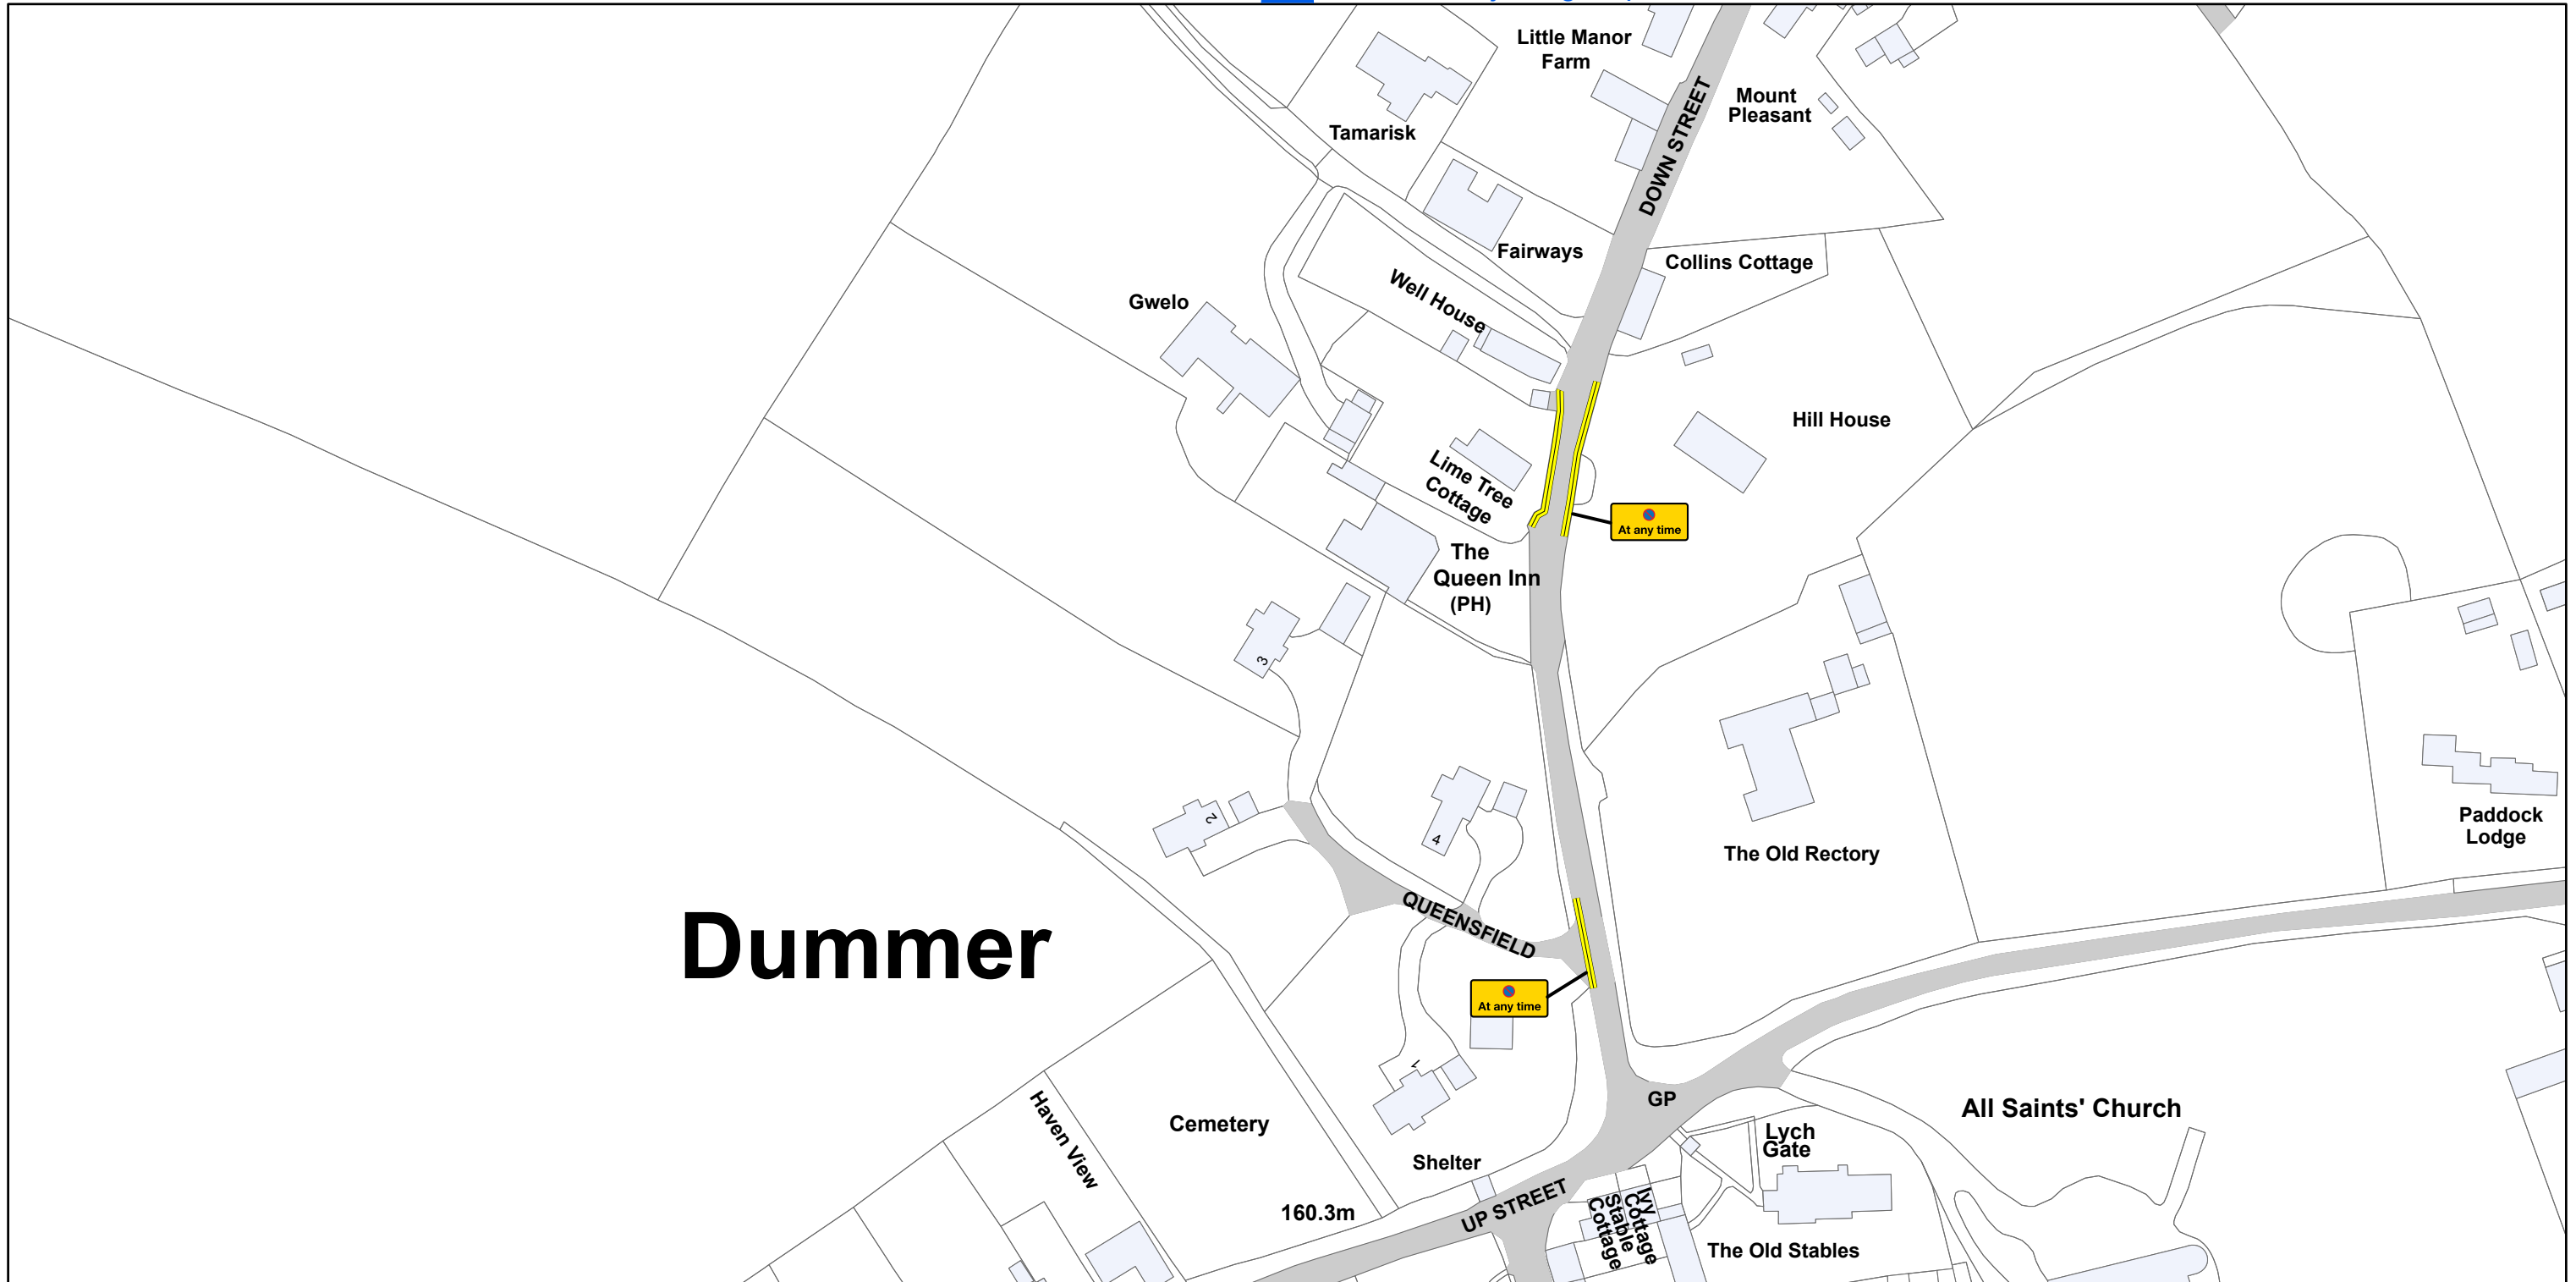 Little Manor
Farm
DOWN STREET
Mount
Pleasant
Tamarisk
Fairways
Collins Cottage
Well House
Gwelo
Hill House
Lime Tree
Cottage
At any time
The
Queen Inn
(PH)
3
2
4
Paddock
Lodge
The Old Rectory
QUEENSFIELD
Dummer
At any time
1
GP
Haven View
Cemetery
All Saints' Church
Lych
Gate
Shelter
160.3m
UP STREET
Ivy
Cottage
Stable
Cottage
The Old Stables